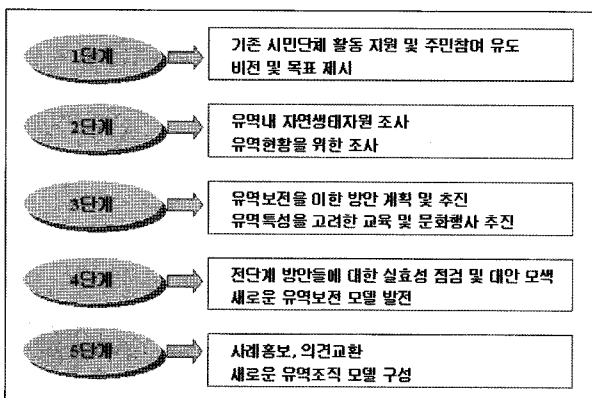 1단계
기존 시민단체 활동 지원 및 주민참여 유도
비전 및 목표 제시
2단계
유역내 자연생태자원 조사
유역현황을 위한 조사
3단계
유역보전을 이한 방안 계획 및 추진
유역특성을 고려한 교육 및 문화행사 추진
4단계
전단계 방안들에 대한 실효성 점검 및 대안 모색
새로운 유역보전 모델 발전
5단계
사례홍보, 의견교환
새로운 유역조직 모델 구성